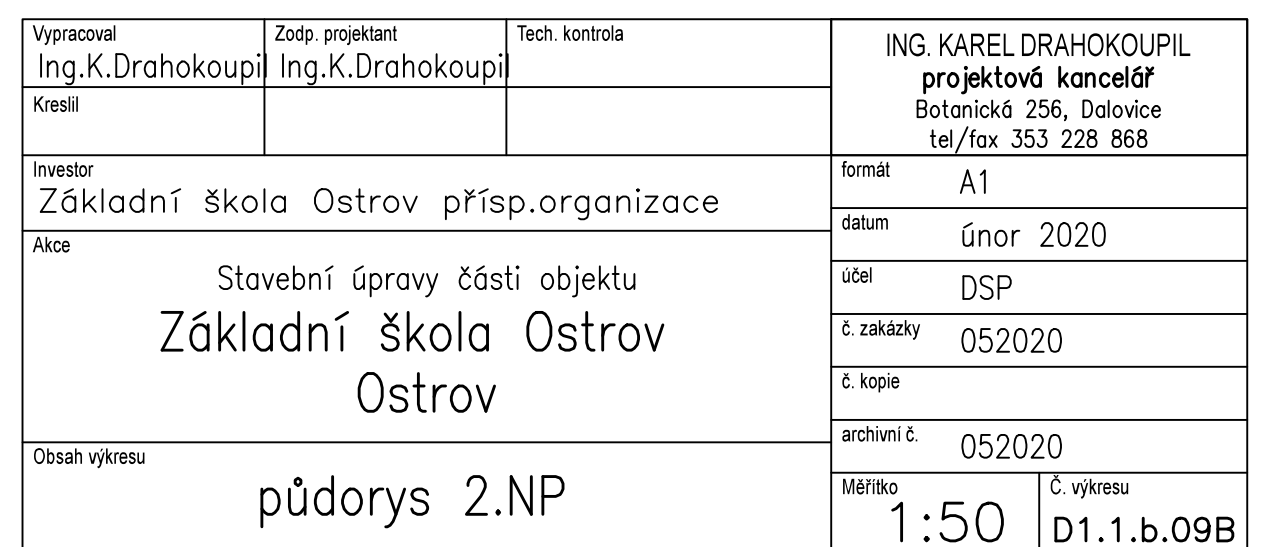 Vypracoval
Ing.K.Drahokoupil
Zodp. projektant
Ing.K.Drahokoupil
Tech. kontrola
Kreslil
ING. KAREL DRAHOKOUPIL
projektová kancelář
Botanická 256, Dalovice
tel/fax 353 228 868
Investor
Základní škola Ostrov přísp.organizace
Akce
Stavební úpravy části objektu
Základní škola Ostrov
Ostrov
Obsah výkresu
půdorys 2.NP
formát
A1
datum
únor 2020
účel
DSP
č. zakázky
052020
č. kopie
archivní č.
052020
Měřítko
1:50
Č. výkresu
D1.1.b.09B